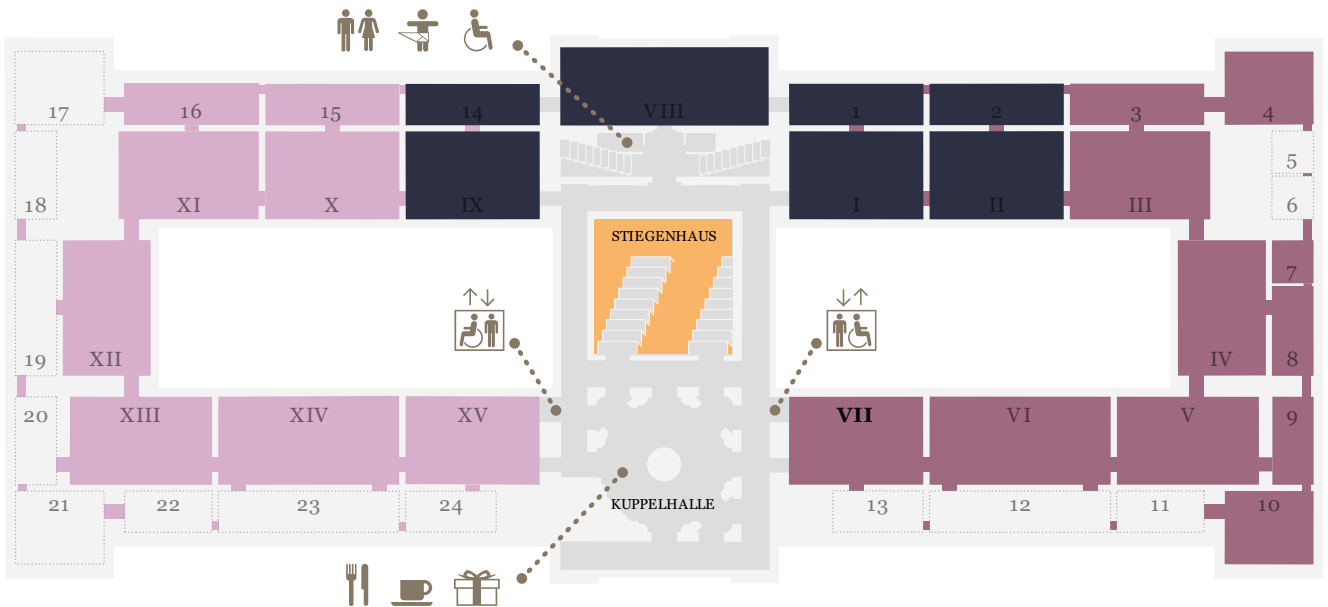 17
16
15
14
VIII
1
2
3
4
5
18
XI
X
IX
I
II
III
6
STIEGENHAUS
7
19
XII
IV
8
20
XIII
XIV
XV
VII
VI
V
9
21
22
23
24
KUPPELHALLE
13
12
11
10